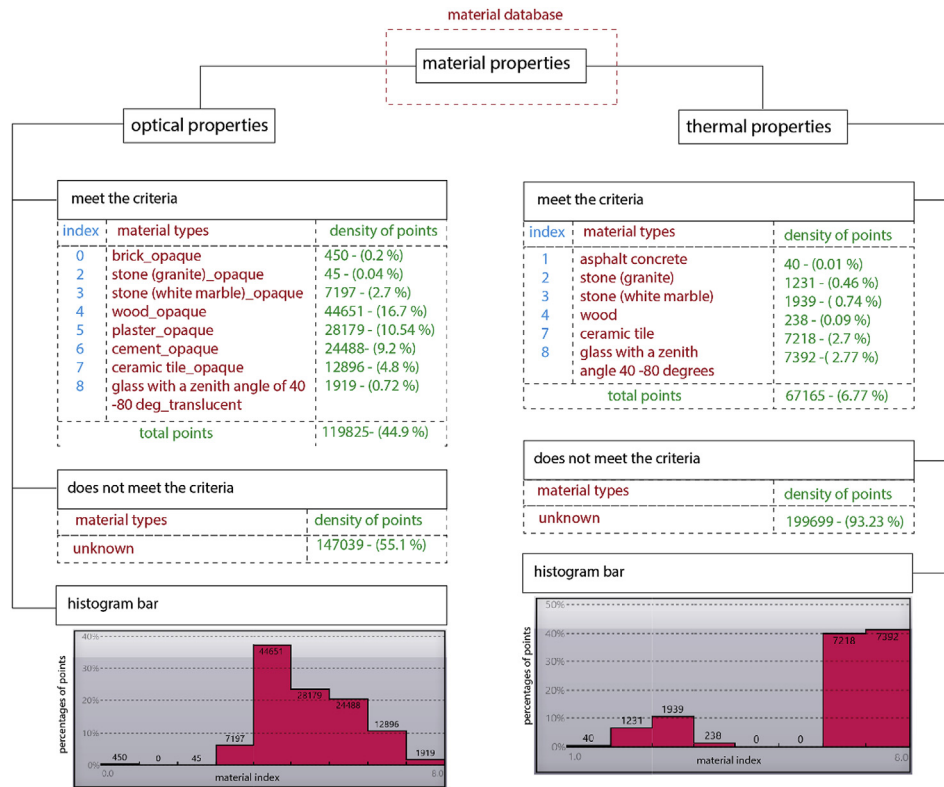 material database
material properties
optical properties
thermal properties
meet the criteria
index material types density of points
0 brick_opaque 450 - (0.2 %)
2 stone (granite)_opaque 45 - (0.04 %)
3 stone (white marble)_opaque 7197 - (2.7 %)
4 wood_opaque 44651 - (16.7 %)
5 plaster_opaque 28179 - (10.54 %)
6 cement_opaque 24488- (9.2 %)
7 ceramic tile_opaque 12896 - (4.8 %)
8 glass with a zenith angle of 40 1919 - (0.72 %)
-80 deg_translucent
total points 119825- (44.9 %)
does not meet the criteria
material types density of points
unknown 147039 - (55.1 %)
histogram bar
percentages of points
40%
30%
20%
10%
0%
450 0 45 7197 44651 28179 24488 12896 1919
0.0 8.0
material index
meet the criteria
index material types density of points
1 asphalt concrete 40 - (0.01 %)
2 stone (granite) 1231 - (0.46 %)
3 stone (white marble) 1939 - ( 0.74 %)
4 wood 238 - (0.09 %)
7 ceramic tile 7218 - (2.7 %)
8 glass with a zenith 7392 - ( 2.77 %)
angle 40 -80 degrees
total points 67165 - (6.77 %)
does not meet the criteria
material types density of points
unknown 199699 - (93.23 %)
histogram bar
percentages of points
50%
40%
30%
20%
10%
0%
40 1231 1939 238 0 0 7218 7392
1.0 8.0
material index